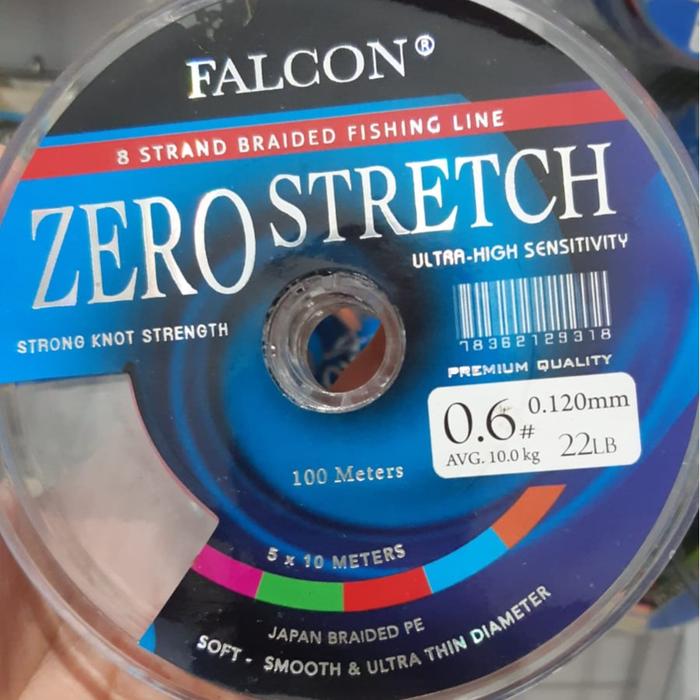 FALCON®
8 STRAND BRAIDED FISHING LINE
ZERO STRETCH
ULTRA-HIGH SENSITIVITY
STRONG KNOT STRENGTH
78362129318
PREMIUM QUALITY
0.6# 0.120mm
AVG. 10.0 kg 22LB
100 Meters
5 x 10 METERS
JAPAN BRAIDED PE
SOFT - SMOOTH & ULTRA THIN DIAMETER